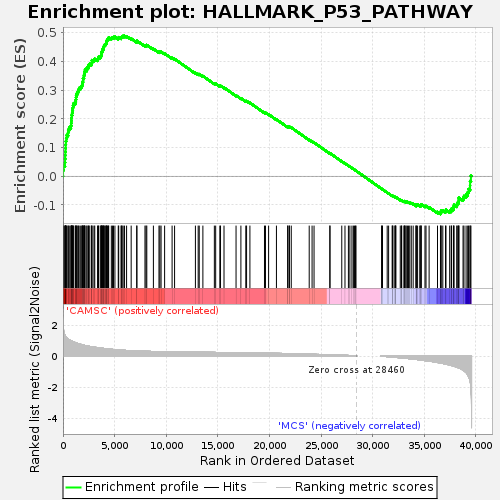 Enrichment plot: HALLMARK_P53_PATHWAY
Enrichment score (ES)
0.5
0.4
0.3
0.2
0.1
0.0
-0.1
'CAMSC' (positively correlated)
Ranked list metric (Signal2Noise)
2
0
-2
-4
Zero cross at 28460
'MCS' (negatively correlated)
0 5,000 10,000 15,000 20,000 25,000 30,000 35,000 40,000
Rank in Ordered Dataset
Enrichment profile Hits Ranking metric scores